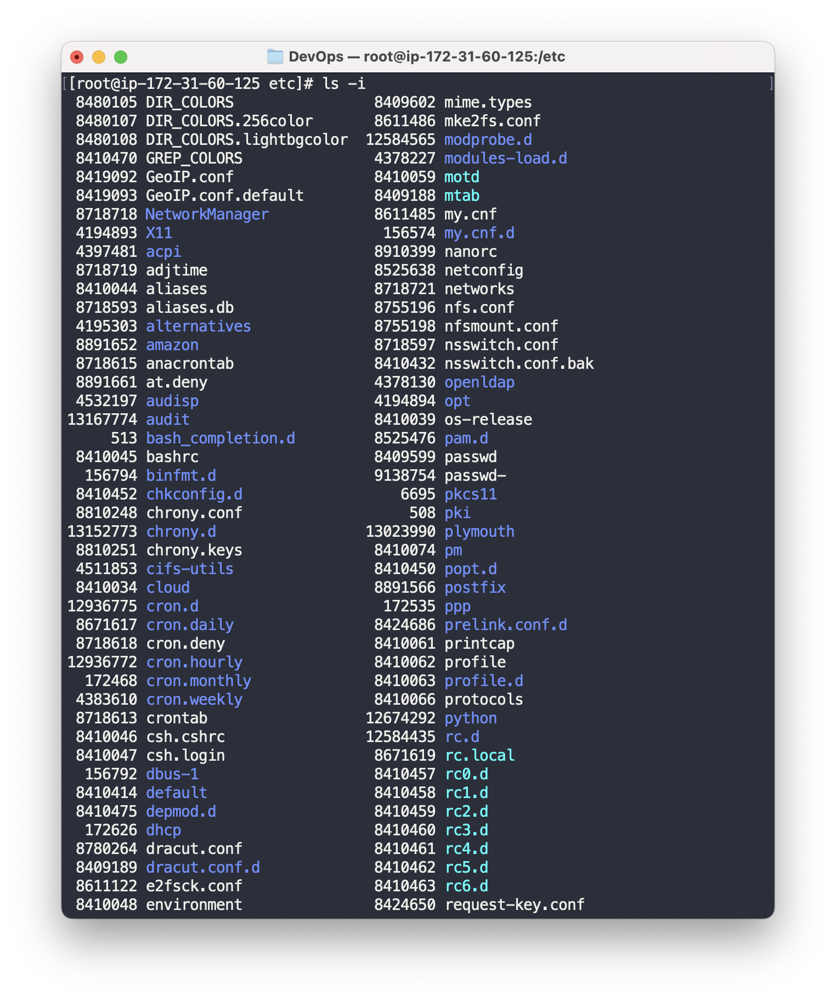 DevOps — root@ip-172-31-60-125:/etc
[[root@ip-172-31-60-125 etc]# ls -i ]
8480105 DIR_COLORS 8409602 mime.types
8480107 DIR_COLORS.256color 8611486 mke2fs.conf
8480108 DIR_COLORS.lightbgcolor 12584565 modprobe.d
8410470 GREP_COLORS 4378227 modules-load.d
8419092 GeoIP.conf 8410059 motd
8419093 GeoIP.conf.default 8409188 mtab
8718718 NetworkManager 8611485 my.cnf
4194893 X11 156574 my.cnf.d
4397481 acpi 8910399 nanorc
8718719 adjtime 8525638 netconfig
8410044 aliases 8718721 networks
8718593 aliases.db 8755196 nfs.conf
4195303 alternatives 8755198 nfsmount.conf
8891652 amazon 8718597 nsswitch.conf
8718615 anacrontab 8410432 nsswitch.conf.bak
8891661 at.deny 4378130 openldap
4532197 audisp 4194894 opt
13167774 audit 8410039 os-release
513 bash_completion.d 8525476 pam.d
8410045 bashrc 8409599 passwd
156794 binfmt.d 9138754 passwd-
8410452 chkconfig.d 6695 pkcs11
8810248 chrony.conf 508 pki
13152773 chrony.d 13023990 plymouth
8810251 chrony.keys 8410074 pm
4511853 cifs-utils 8410450 popt.d
8410034 cloud 8891566 postfix
12936775 cron.d 172535 ppp
8671617 cron.daily 8424686 prelink.conf.d
8718618 cron.deny 8410061 printcap
12936772 cron.hourly 8410062 profile
172468 cron.monthly 8410063 profile.d
4383610 cron.weekly 8410066 protocols
8718613 crontab 12674292 python
8410046 csh.cshrc 12584435 rc.d
8410047 csh.login 8671619 rc.local
156792 dbus-1 8410457 rc0.d
8410414 default 8410458 rc1.d
8410475 depmod.d 8410459 rc2.d
172626 dhcp 8410460 rc3.d
8780264 dracut.conf 8410461 rc4.d
8409189 dracut.conf.d 8410462 rc5.d
8611122 e2fsck.conf 8410463 rc6.d
8410048 environment 8424650 request-key.conf